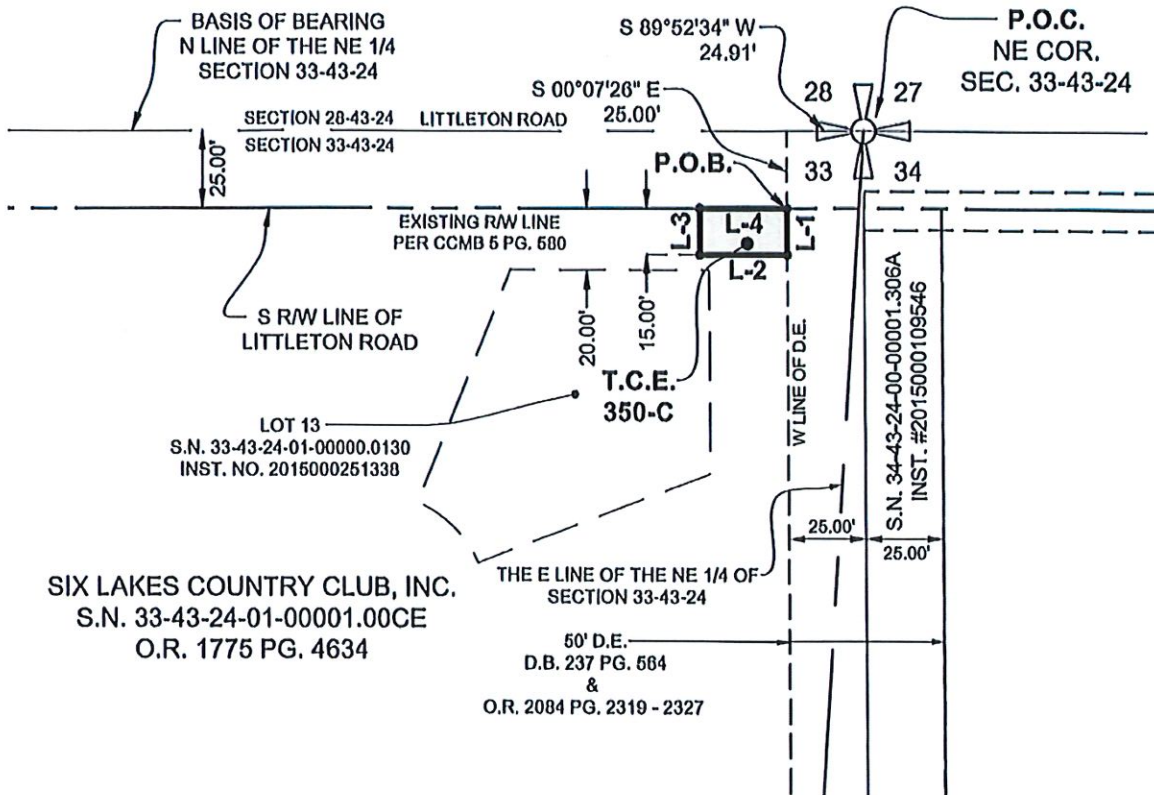 BASIS OF BEARING
N LINE OF THE NE 1/4
SECTION 33-43-24
S 89°52'34" W
24.91'
P.O.C.
NE COR.
SEC. 33-43-24
S 00°07'26" E
25.00'
28
27
33
34
SECTION 28-43-24
LITTLETON ROAD
SECTION 33-43-24
25.00'
P.O.B.
EXISTING R/W LINE
PER CCMB 5 PG. 580
L-3
L-4
L-1
L-2
S R/W LINE OF
LITTLETON ROAD
20.00'
15.00'
T.C.E.
350-C
W LINE OF D.E.
S.N. 34-43-24-00-00001.306A
INST. #2015000109546
LOT 13
S.N. 33-43-24-01-00000.0130
INST. NO. 2015000251338
25.00'
25.00'
THE E LINE OF THE NE 1/4 OF
SECTION 33-43-24
SIX LAKES COUNTRY CLUB, INC.
S.N. 33-43-24-01-00001.00CE
O.R. 1775 PG. 4634
50' D.E.
D.B. 237 PG. 564
&
O.R. 2084 PG. 2319 - 2327